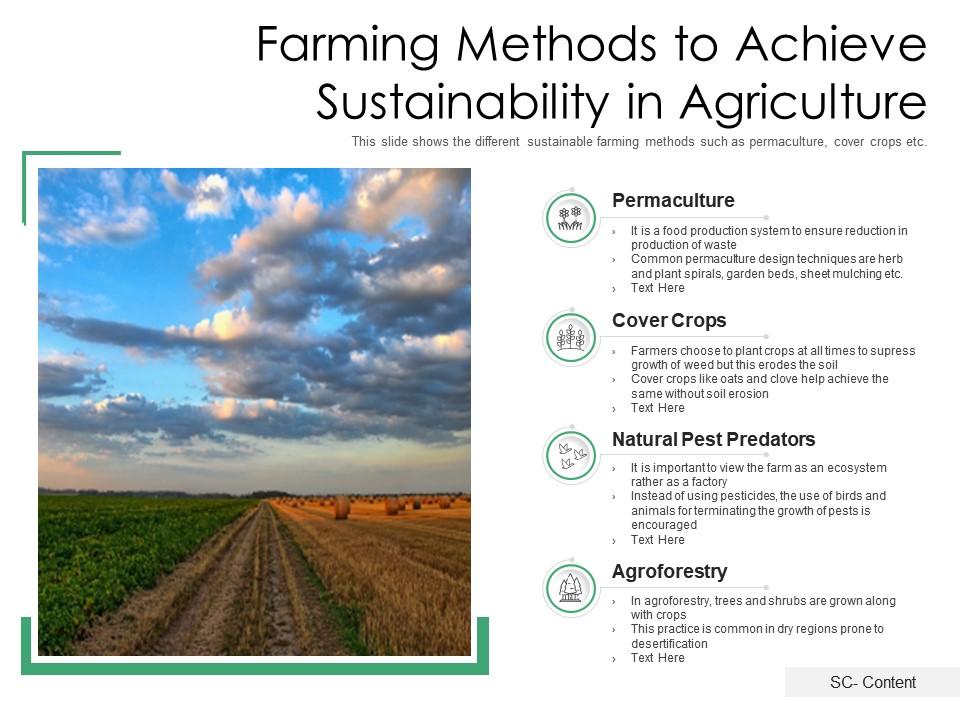 Farming Methods to Achieve
Sustainability in Agriculture
This slide shows the different sustainable farming methods such as permaculture, cover crops etc.
Permaculture
› It is a food production system to ensure reduction in
production of waste
› Common permaculture design techniques are herb
and plant spirals, garden beds, sheet mulching etc.
› Text Here
Cover Crops
› Farmers choose to plant crops at all times to supress
growth of weed but this erodes the soil
› Cover crops like oats and clove help achieve the
same without soil erosion
› Text Here
Natural Pest Predators
› It is important to view the farm as an ecosystem
rather as a factory
› Instead of using pesticides, the use of birds and
animals for terminating the growth of pests is
encouraged
› Text Here
Agroforestry
› In agroforestry, trees and shrubs are grown along
with crops
› This practice is common in dry regions prone to
desertification
› Text Here
SC- Content